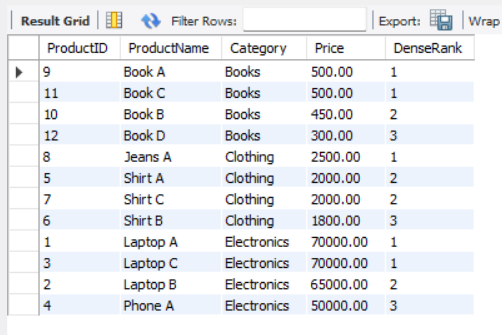 Result Grid Filter Rows: Export: Wrap
ProductID ProductName Category Price DenseRank
9 Book A Books 500.00 1
11 Book C Books 500.00 1
10 Book B Books 450.00 2
12 Book D Books 300.00 3
8 Jeans A Clothing 2500.00 1
5 Shirt A Clothing 2000.00 2
7 Shirt C Clothing 2000.00 2
6 Shirt B Clothing 1800.00 3
1 Laptop A Electronics 70000.00 1
3 Laptop C Electronics 70000.00 1
2 Laptop B Electronics 65000.00 2
4 Phone A Electronics 50000.00 3